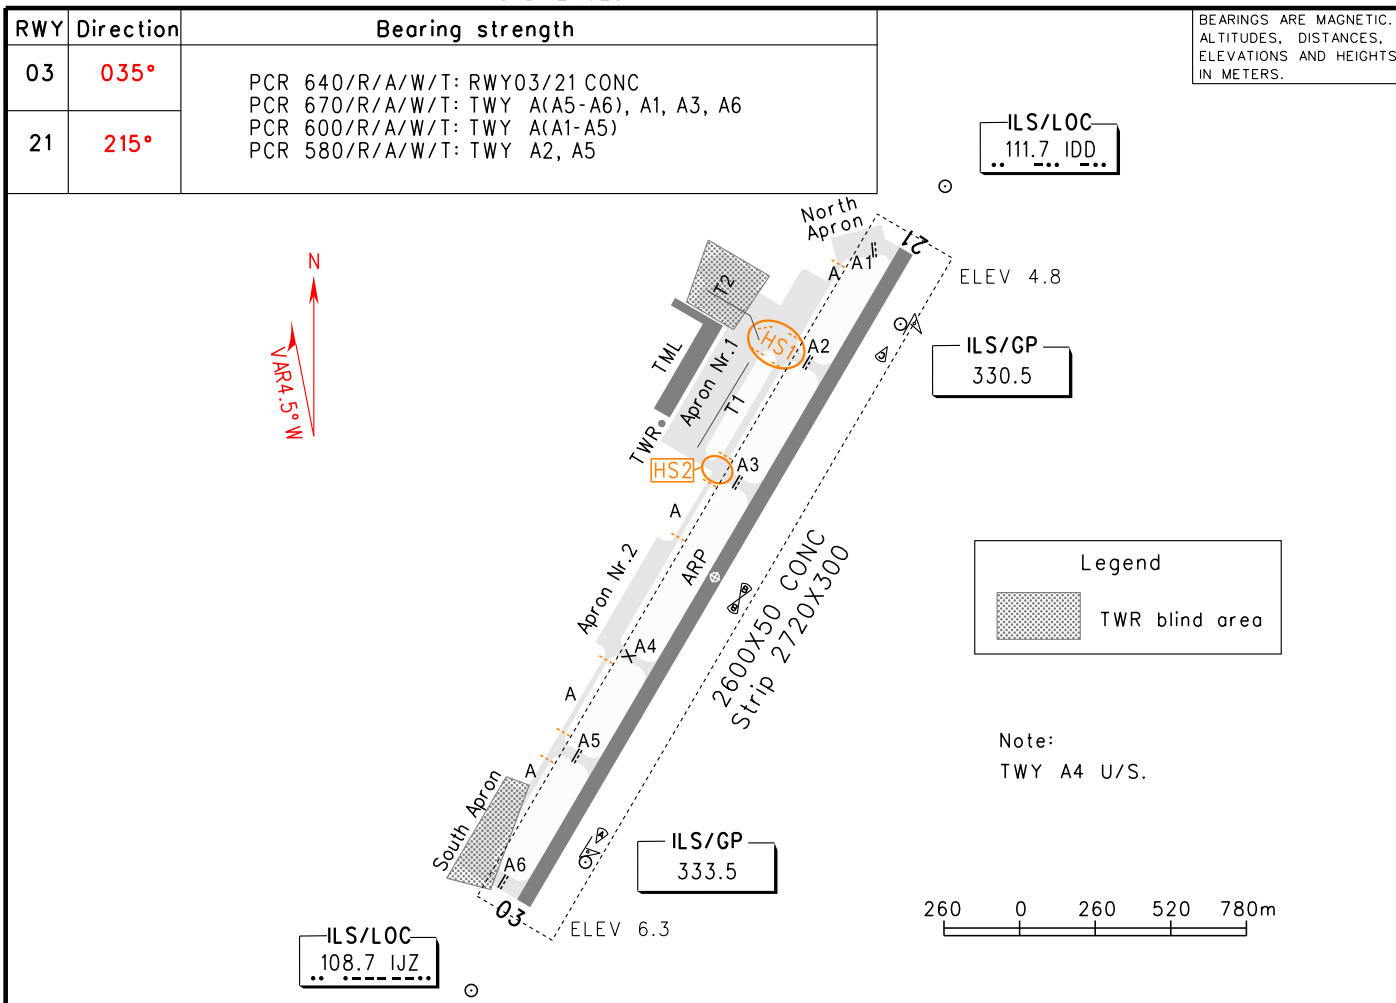 RWY Direction Bearing strength
03 035°
21 215°
PCR 640/R/A/W/T: RWY03/21 CONC
PCR 670/R/A/W/T: TWY A(A5-A6), A1, A3, A6
PCR 600/R/A/W/T: TWY A(A1-A5)
PCR 580/R/A/W/T: TWY A2, A5
BEARINGS ARE MAGNETIC.
ALTITUDES, DISTANCES,
ELEVATIONS AND HEIGHTS
IN METERS.
ILS/LOC
111.7 IDD
North
Apron
21
A
A1
ELEV 4.8
N
VAR4.5°W
T2
HS1
A2
TML
Apron Nr.1
T1
ILS/GP
330.5
TWR
HS2
A3
A
ARP
Apron Nr.2
2600X50 CONC
Strip 2720X300
Legend
TWR blind area
A4
A
A5
A
Note:
TWY A4 U/S.
South Apron
A6
03
ILS/GP
333.5
ELEV 6.3
260 0 260 520 780m
ILS/LOC
108.7 IJZ